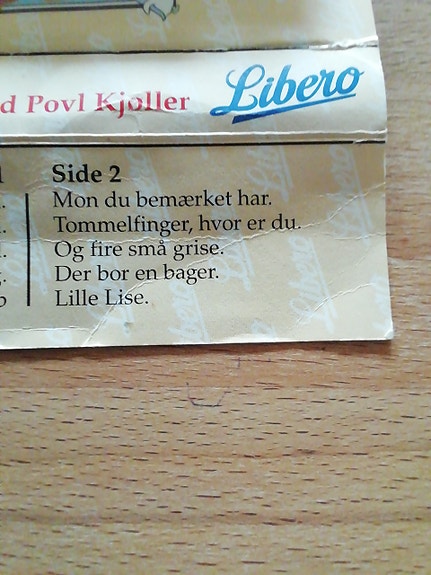 d Povl Kjøller
Libero
Side 2
Mon du bemærket har.
Tommelfinger, hvor er du.
Og fire små grise.
Der bor en bager.
Lille Lise.